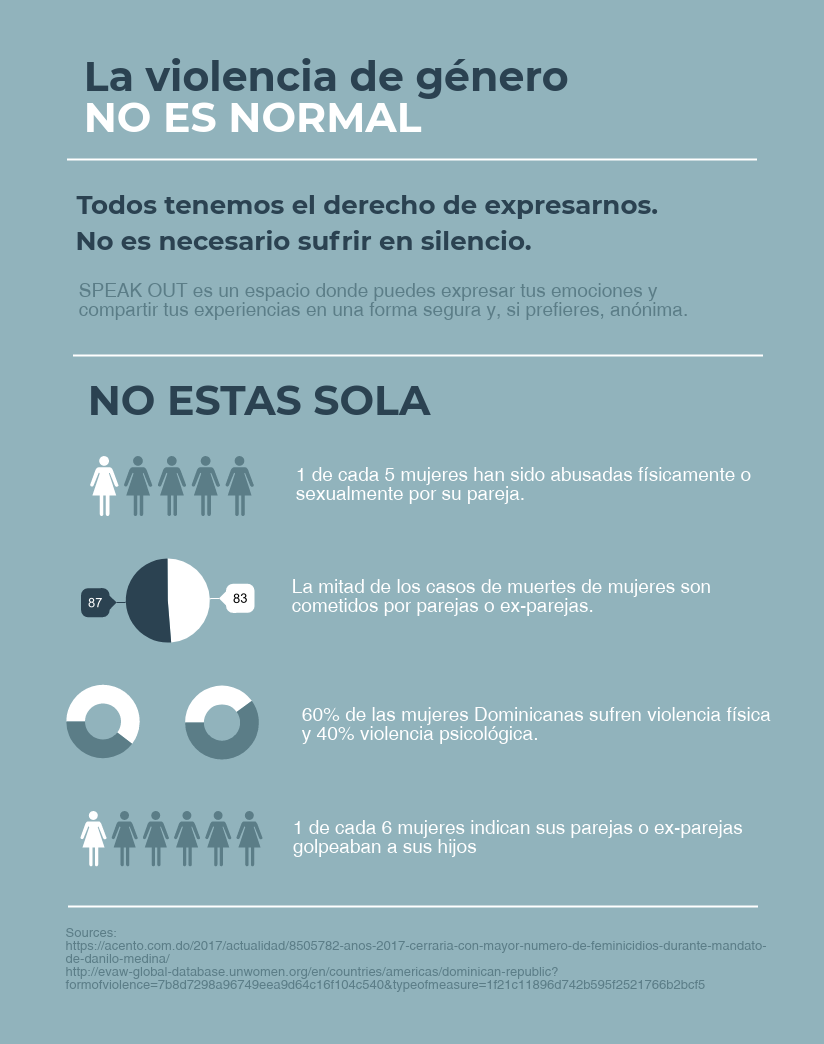 La violencia de género
NO ES NORMAL
Todos tenemos el derecho de expresarnos.
No es necesario sufrir en silencio.
SPEAK OUT es un espacio donde puedes expresar tus emociones y
compartir tus experiencias en una forma segura y, si prefieres, anónima.
NO ESTAS SOLA
1 de cada 5 mujeres han sido abusadas físicamente o
sexualmente por su pareja.
87
83
La mitad de los casos de muertes de mujeres son
cometidos por parejas o ex-parejas.
60% de las mujeres Dominicanas sufren violencia física
y 40% violencia psicológica.
1 de cada 6 mujeres indican sus parejas o ex-parejas
golpeaban a sus hijos
Sources:
https://acento.com.do/2017/actualidad/8505782-anos-2017-cerraria-con-mayor-numero-de-feminicidios-durante-mandato-
de-danilo-medina/
http://evaw-global-database.unwomen.org/en/countries/americas/dominican-republic?
formofviolence=7b8d7298a96749eea9d64c16f104c540&typeofmeasure=1f21c11896d742b595f2521766b2bcf5